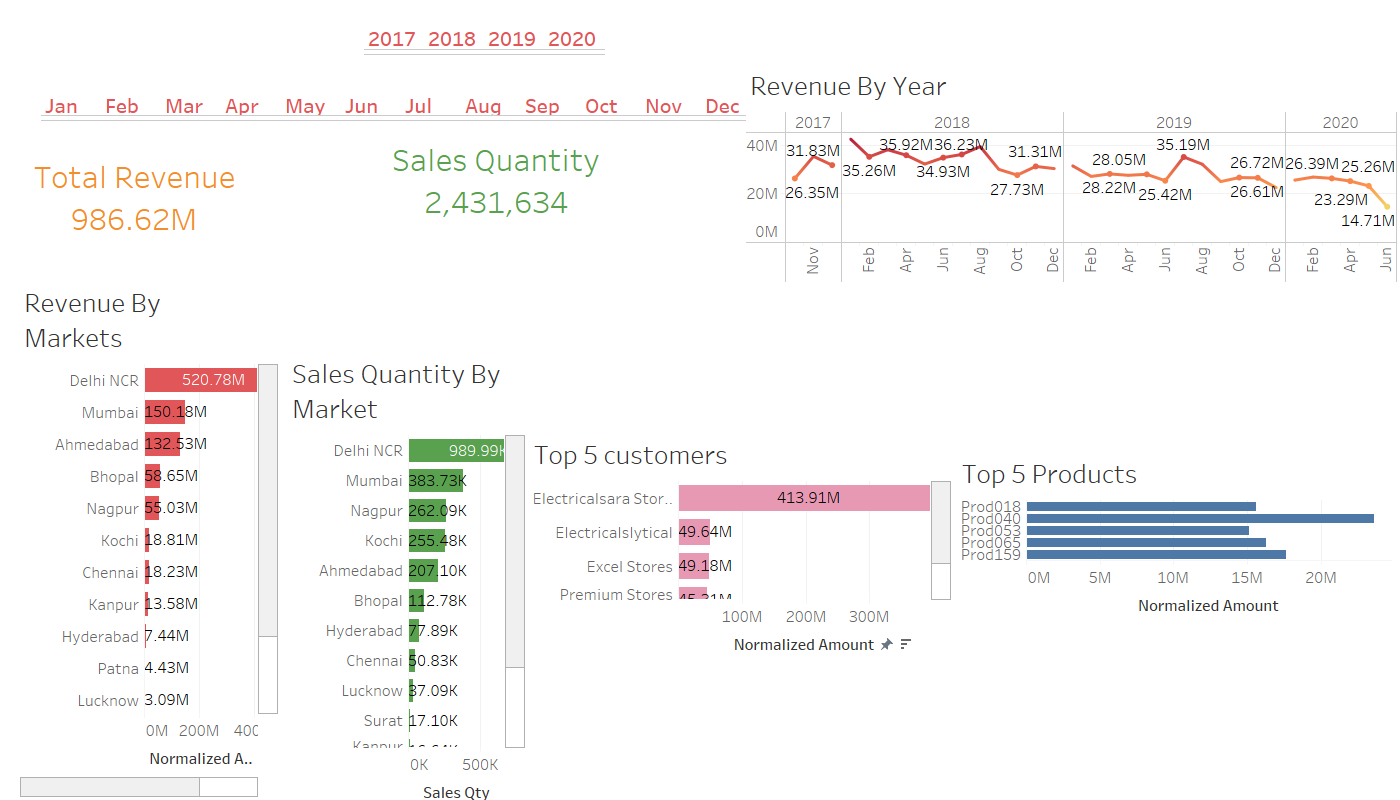 2017 2018 2019 2020
Jan Feb Mar Apr May Jun Jul Aug Sep Oct Nov Dec
Total Revenue
986.62M
Sales Quantity
2,431,634
Revenue By Year
2017 2018 2019 2020
40M
20M
0M
31.83M
26.35M
35.26M
35.92M
34.93M
36.23M
27.73M
31.31M
28.22M
28.05M
25.42M
35.19M
26.72M
26.61M
26.39M
23.29M
25.26M
14.71M
Nov Feb Apr Jun Aug Oct Dec Feb Apr Jun Aug Oct Dec Feb Apr Jun
Revenue By
Markets
Delhi NCR 520.78M
Mumbai 150.18M
Ahmedabad 132.53M
Bhopal 58.65M
Nagpur 55.03M
Kochi 18.81M
Chennai 18.23M
Kanpur 13.58M
Hyderabad 7.44M
Patna 4.43M
Lucknow 3.09M
0M 200M 400
Normalized A..
Sales Quantity By
Market
Delhi NCR 989.99K
Mumbai 383.73K
Nagpur 262.09K
Kochi 255.48K
Ahmedabad 207.10K
Bhopal 112.78K
Hyderabad 77.89K
Chennai 50.83K
Lucknow 37.09K
Surat 17.10K
Kanpur
0K 500K
Sales Qty
Top 5 customers
Electricalsara Stor.. 413.91M
Electricalslytical 49.64M
Excel Stores 49.18M
Premium Stores 45.31M
100M 200M 300M
Normalized Amount
Top 5 Products
Prod018
Prod040
Prod053
Prod065
Prod159
0M 5M 10M 15M 20M
Normalized Amount